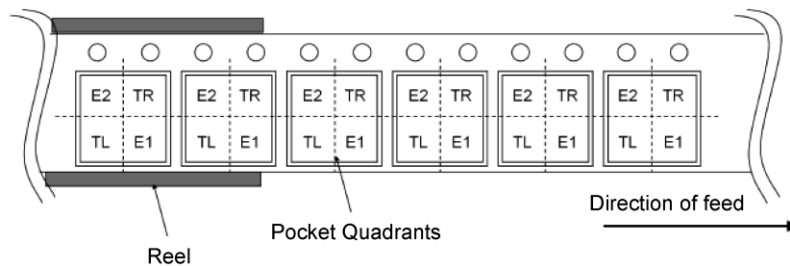 E2 TR E2 TR E2 TR E2 TR E2 TR E2 TR
TL E1 TL E1 TL E1 TL E1 TL E1 TL E1
Direction of feed
Pocket Quadrants
Reel